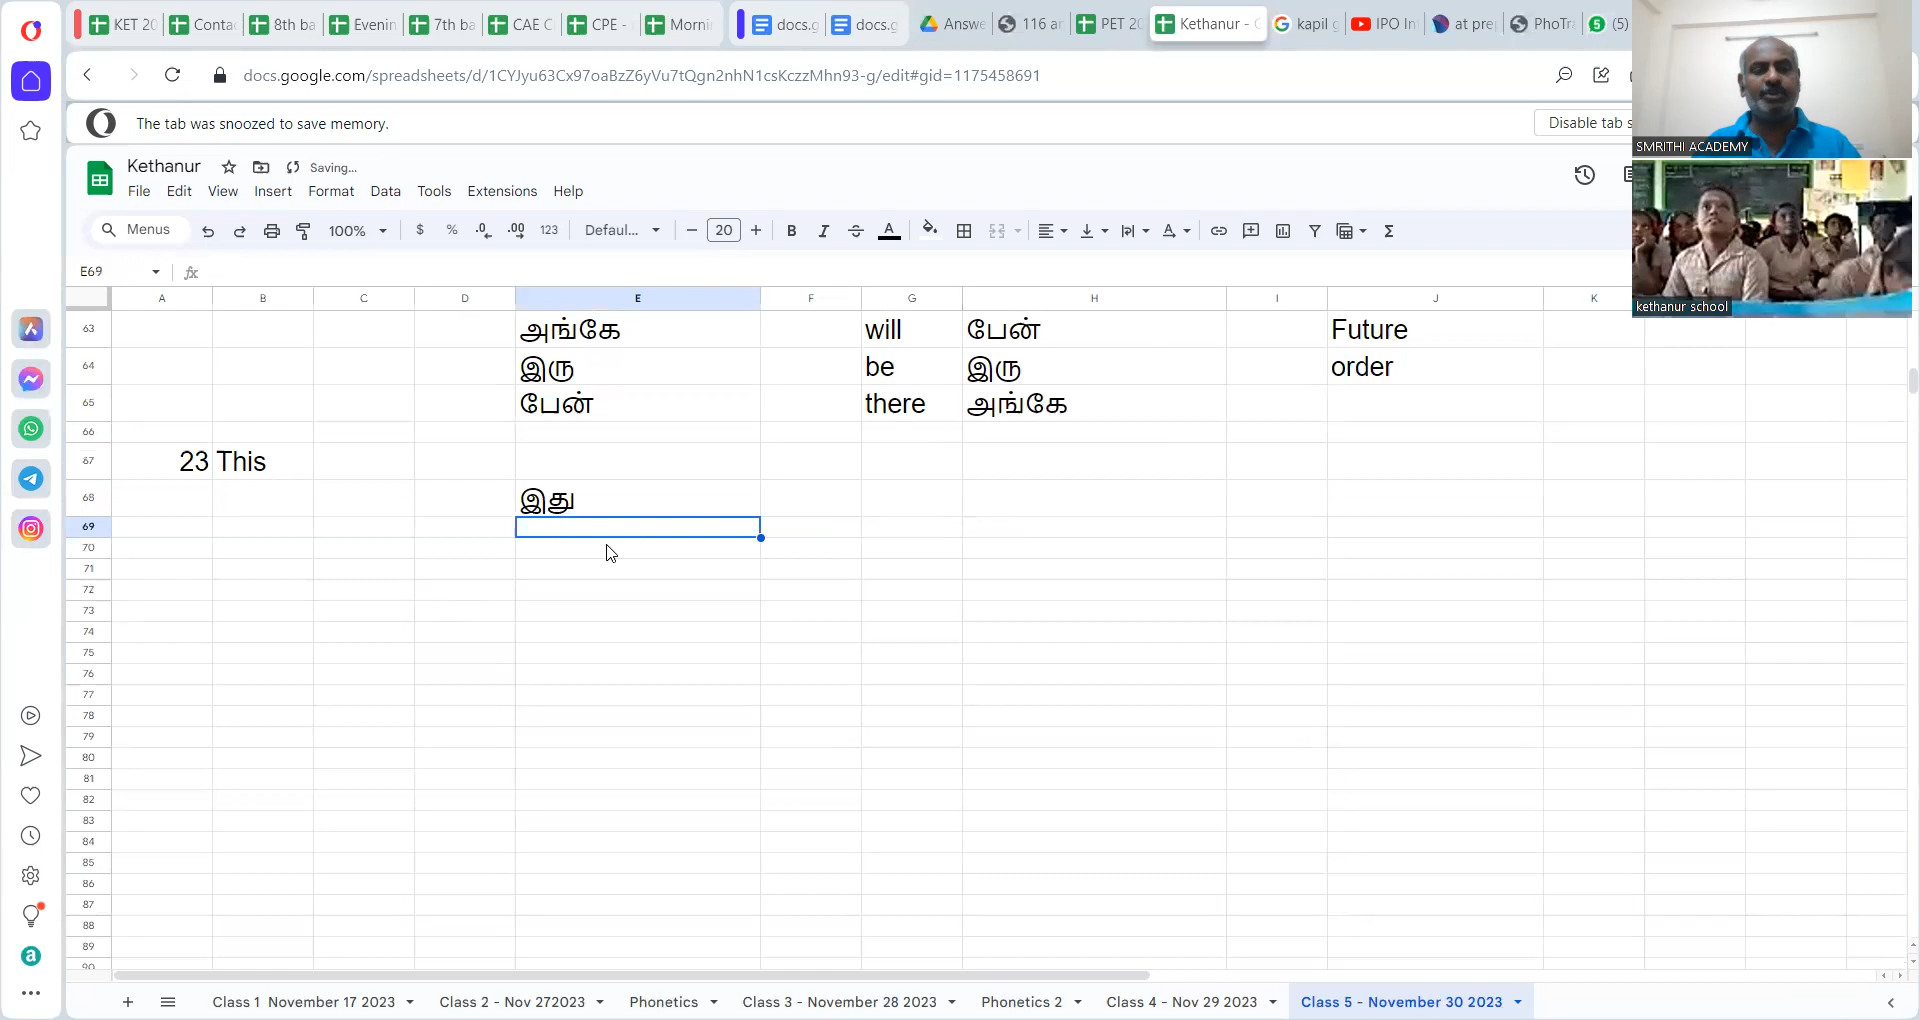 KET 20
Conta
8th ba
Evenin
7th ba
CAE C
CPE -
Morni
docs.g
docs.g
Answe
116 a
PET 20
Kethanur -
kapil g
IPO In
at pre
PhoTr
(5)
docs.google.com/spreadsheets/d/1CYJyu63Cx97oaBzZ6yVu7tQgn2nhN1csKczzMhn93-g/edit#gid=1175458691
The tab was snoozed to save memory.
Disable tab s
Kethanur
Saving...
File Edit View Insert Format Data Tools Extensions Help
Menus 100% $ % .0 .00 123 Defaul... 20 B I A
E69 fx
A B C D E F G H I J K
63 அங்கே will பேன் Future
64 இரு be இரு order
65 பேன் there அங்கே
66
67 23 This
68 இது
69
70
71
72
73
74
75
76
77
78
79
80
81
82
83
84
85
86
87
88
89
90
Class 1 November 17 2023
Class 2 - Nov 272023
Phonetics
Class 3 - November 28 2023
Phonetics 2
Class 4 - Nov 29 2023
Class 5 - November 30 2023
SMRITHI ACADEMY
kethanur school